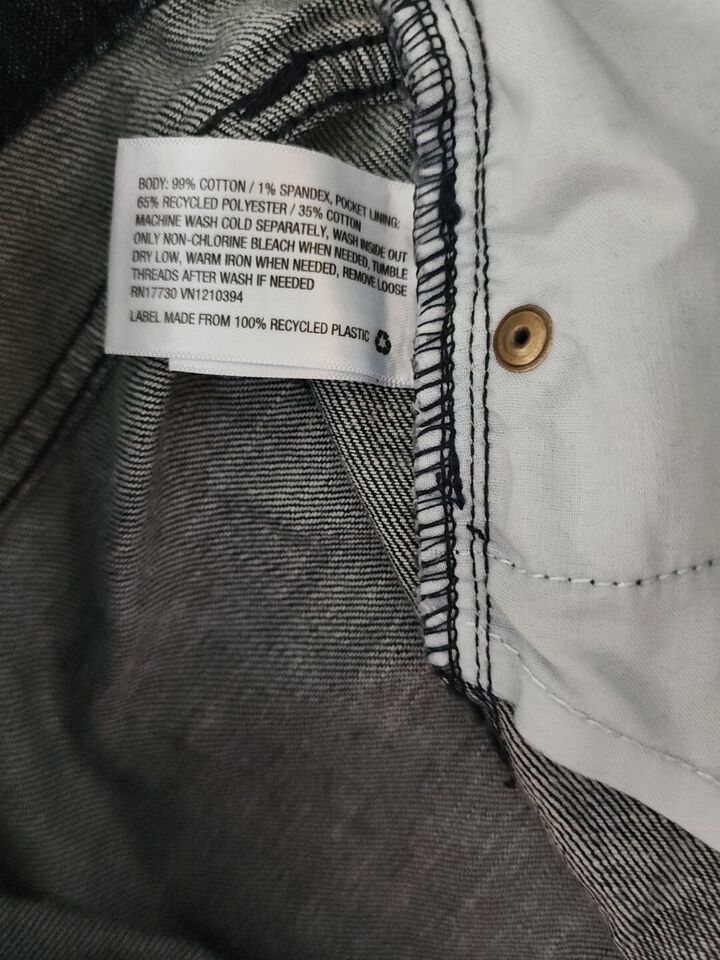 BODY: 99% COTTON / 1% SPANDEX, POCKET LINING:
65% RECYCLED POLYESTER / 35% COTTON
MACHINE WASH COLD SEPARATELY, WASH INSIDE OUT
ONLY NON-CHLORINE BLEACH WHEN NEEDED, TUMBLE
DRY LOW, WARM IRON WHEN NEEDED, REMOVE LOOSE
THREADS AFTER WASH IF NEEDED
RN17730 VN1210394
LABEL MADE FROM 100% RECYCLED PLASTIC